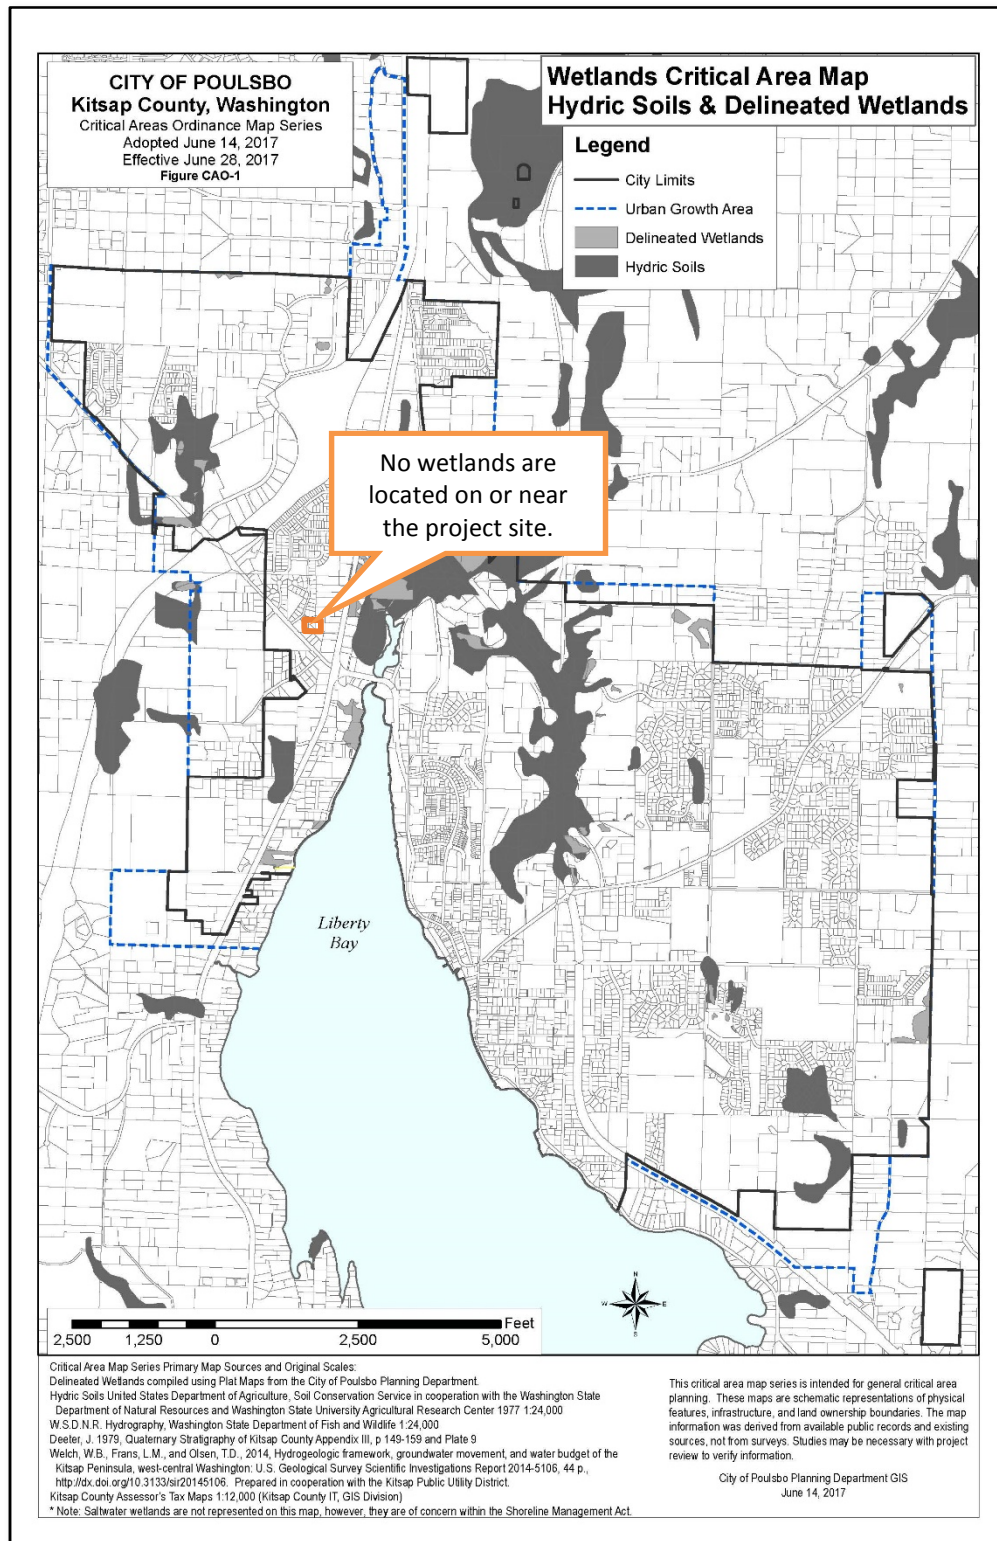 CITY OF POULSBO
Kitsap County, Washington
Critical Areas Ordinance Map Series
Adopted June 14, 2017
Effective June 28, 2017
Figure CAO-1
Wetlands Critical Area Map
Hydric Soils & Delineated Wetlands
Legend
City Limits
Urban Growth Area
Delineated Wetlands
Hydric Soils
No wetlands are
located on or near
the project site.
Liberty
Bay
N
W E
S
Feet
2,500 1,250 0 2,500 5,000
Critical Area Map Series Primary Map Sources and Original Scales:
Delineated Wetlands compiled using Plat Maps from the City of Poulsbo Planning Department.
Hydric Soils United States Department of Agriculture, Soil Conservation Service in cooperation with the Washington State
Department of Natural Resources and Washington State University Agricultural Research Center 1977 1:24,000
W.S.D.N.R. Hydrography, Washington State Department of Fish and Wildlife 1:24,000
Deeter, J. 1979, Quaternary Stratigraphy of Kitsap County Appendix III, p 149-159 and Plate 9
Welch, W.B., Frans, L.M., and Olsen, T.D., 2014, Hydrogeologic framework, groundwater movement, and water budget of the
Kitsap Peninsula, west-central Washington: U.S. Geological Survey Scientific Investigations Report 2014-5106, 44 p.,
http://dx.doi.org/10.3133/sir20145106. Prepared in cooperation with the Kitsap Public Utility District.
Kitsap County Assessor's Tax Maps 1:12,000 (Kitsap County IT, GIS Division)
* Note: Saltwater wetlands are not represented on this map, however, they are of concern within the Shoreline Management Act.
This critical area map series is intended for general critical area
planning. These maps are schematic representations of physical
features, infrastructure, and land ownership boundaries. The map
information was derived from available public records and existing
sources, not from surveys. Studies may be necessary with project
review to verify information.
City of Poulsbo Planning Department GIS
June 14, 2017